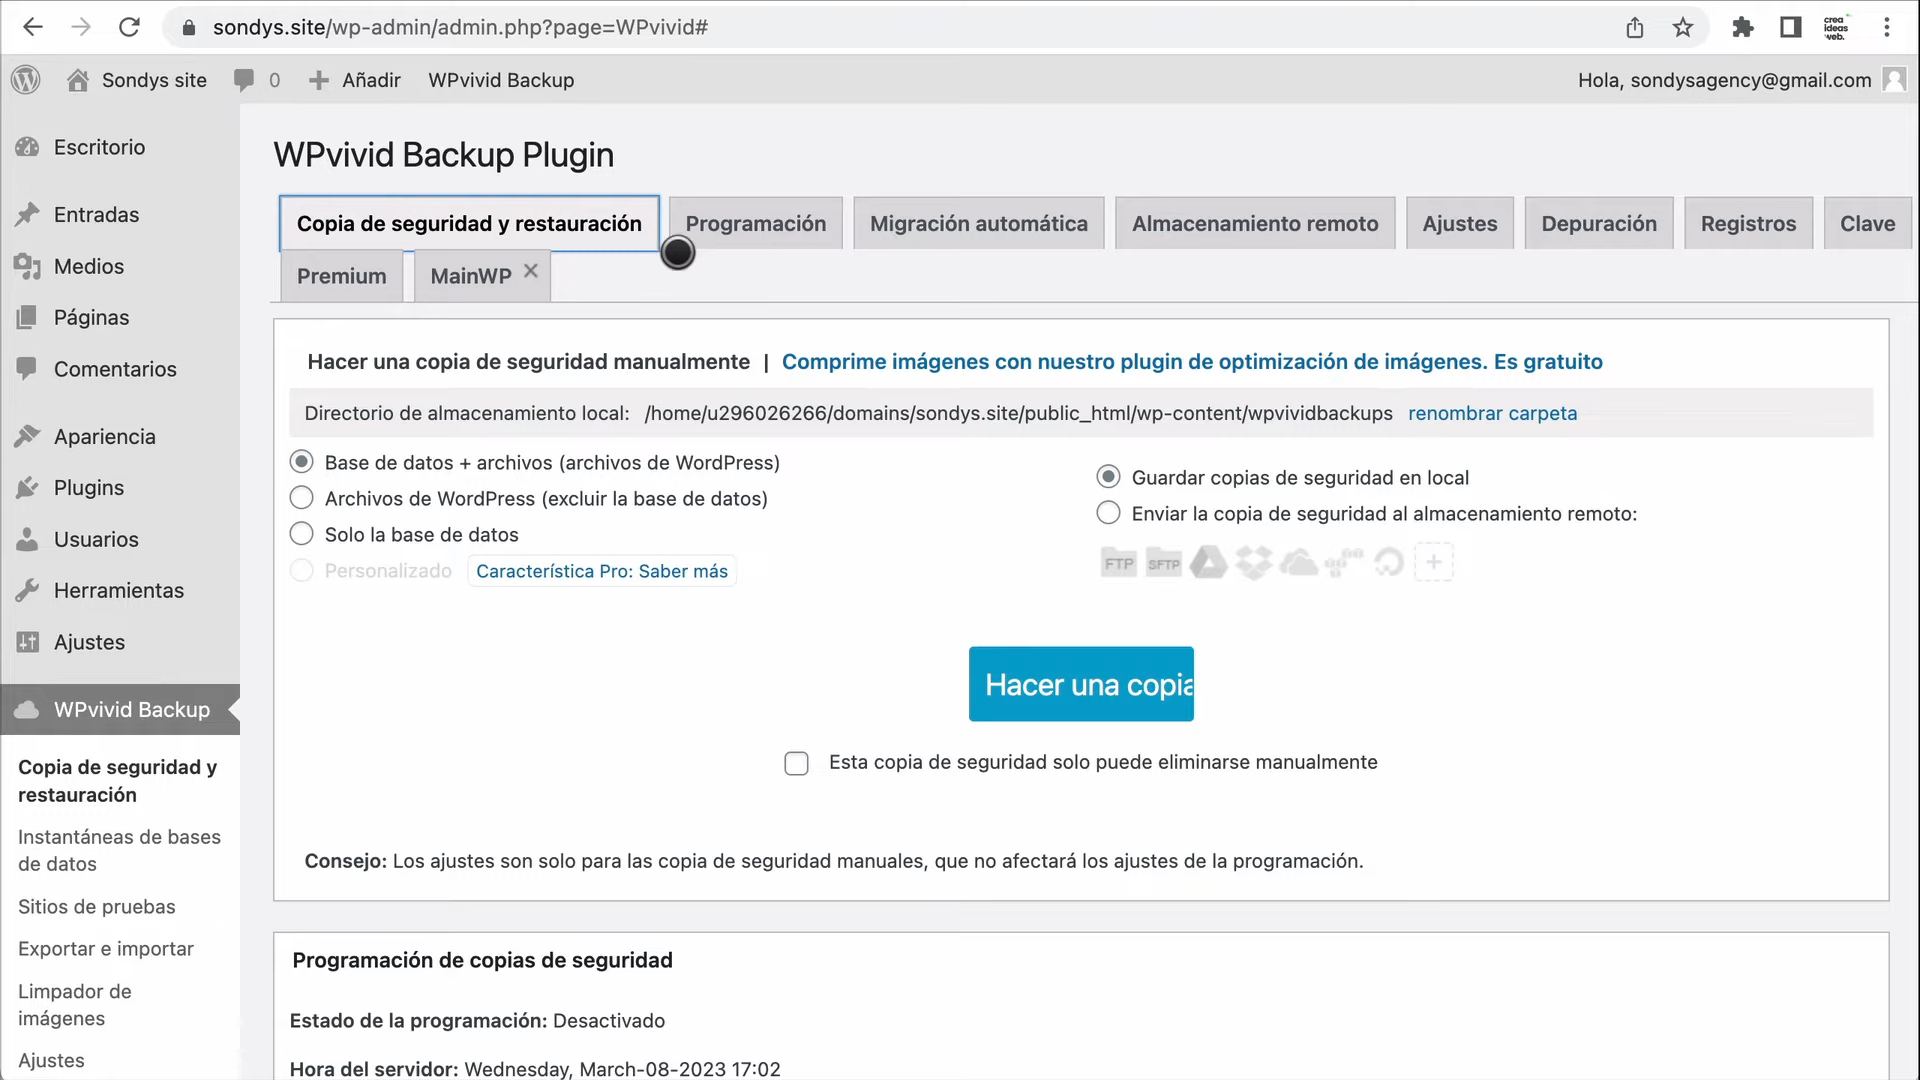 sondys.site/wp-admin/admin.php?page=WPvivid#
crea
ideas
web.
Sondys site
0
Añadir
WPvivid Backup
Hola, sondysagency@gmail.com
Escritorio
Entradas
Medios
Páginas
Comentarios
Apariencia
Plugins
Usuarios
Herramientas
Ajustes
WPvivid Backup
Copia de seguridad y
restauración
Instantáneas de bases
de datos
Sitios de pruebas
Exportar e importar
Limpador de
imágenes
Ajustes
WPvivid Backup Plugin
Copia de seguridad y restauración
Programación
Migración automática
Almacenamiento remoto
Ajustes
Depuración
Registros
Clave
Premium
MainWP
Hacer una copia de seguridad manualmente | Comprime imágenes con nuestro plugin de optimización de imágenes. Es gratuito
Directorio de almacenamiento local: /home/u296026266/domains/sondys.site/public_html/wp-content/wpvividbackups renombrar carpeta
Base de datos + archivos (archivos de WordPress)
Archivos de WordPress (excluir la base de datos)
Solo la base de datos
Personalizado
Característica Pro: Saber más
Guardar copias de seguridad en local
Enviar la copia de seguridad al almacenamiento remoto:
FTP
SFTP
Hacer una copia
Esta copia de seguridad solo puede eliminarse manualmente
Consejo: Los ajustes son solo para las copia de seguridad manuales, que no afectará los ajustes de la programación.
Programación de copias de seguridad
Estado de la programación: Desactivado
Hora del servidor: Wednesday, March-08-2023 17:02